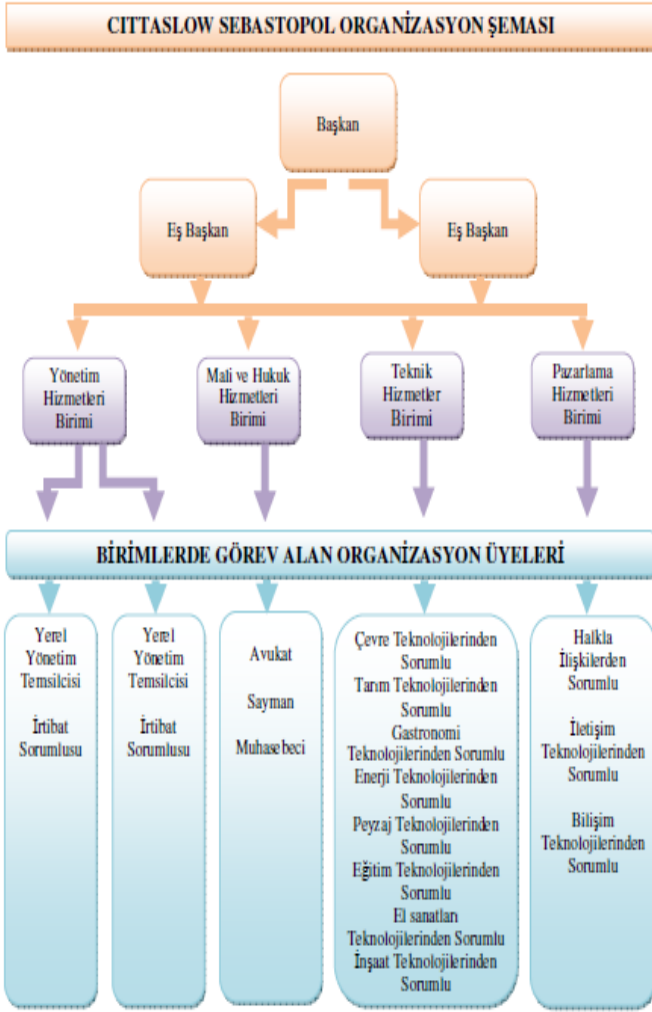 CITTASLOW SEBASTOPOL ORGANİZASYON ŞEMASI
Başkan
Eş Başkan
Eş Başkan
Yönetim
Hizmetleri
Birimi
Mali ve Hukuk
Hizmetleri
Birimi
Teknik
Hizmetler
Birimi
Pazarlama
Hizmetleri
Birimi
BİRİMLERDE GÖREV ALAN ORGANİZASYON ÜYELERİ
Yerel
Yönetim
Temsilcisi
İrtibat
Sorumlusu
Yerel
Yönetim
Temsilcisi
İrtibat
Sorumlusu
Avukat
Sayman
Muhasebeci
Çevre Teknolojilerinden
Sorumlu
Tarım Teknolojilerinden
Sorumlu
Gastronomi
Teknolojilerinden Sorumlu
Enerji Teknolojilerinden
Sorumlu
Peyzaj Teknolojilerinden
Sorumlu
Eğitim Teknolojilerinden
Sorumlu
El sanatları
Teknolojilerinden Sorumlu
İnşaat Teknolojilerinden
Sorumlu
Halkla
İlişkilerden
Sorumlu
İletişim
Teknolojilerinden
Sorumlu
Bilişim
Teknolojilerinden
Sorumlu